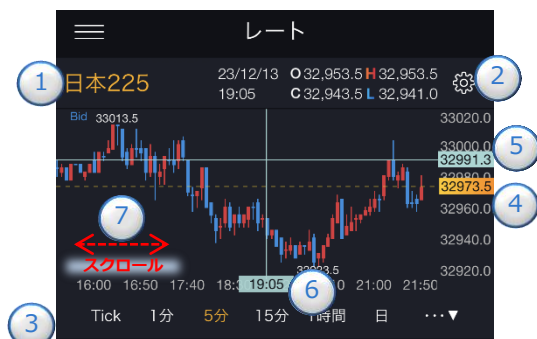 レート
1 日本225 23/12/13 O 32,953.5 H 32,953.5 2
19:05 C 32,943.5 L 32,941.0
Bid 33013.5 33020.0
33000.0 5
32991.3
32980.0
32973.5 4
7 32960.0
32940.0
スクロール
32920.0
16:00 16:50 17:40 19:05 6 21:00 21:50
3 Tick 1分 5分 15分 1時間 日 ···▼